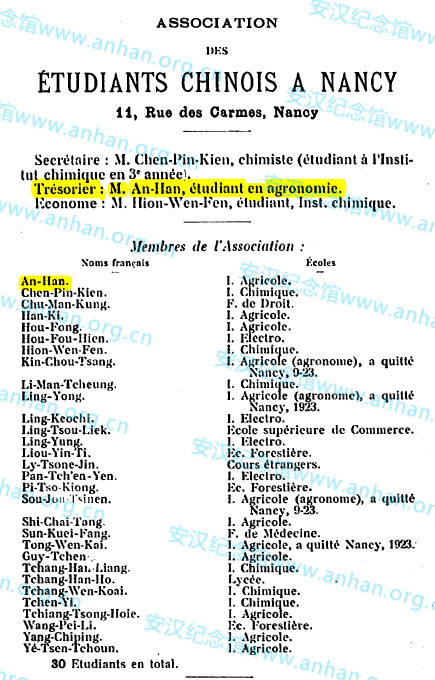 ASSOCIATION
DES
ÉTUDIANTS CHINOIS A NANCY
11, Rue des Carmes, Nancy
Secrétaire : M. Chen-Pin-Kien, chimiste (étudiant à l'Insti-
tut chimique en 3e année).
Trésorier : M. An-Han, étudiant en agronomie.
Econome : M. Hion-Wen-Fen, étudiant, Inst. chimique.
Membres de l'Association :
Noms français Écoles
An-Han. I. Agricole.
Chen-Pin-Kien. I. Chimique.
Chu-Man-Kung. F. de Droit.
Han-Ki. I. Agricole.
Hou-Fong. I. Agricole.
Hou-Fou-Hien. I. Electro.
Hion-Wen-Fen. I. Chimique.
Kin-Chou-Tsang. I. Agricole (agronome), a quitté
Nancy, 9-23.
Li-Man-Tcheung. I. Chimique.
Ling-Yong. I. Agricole (agronome), a quitté
Nancy, 1923.
Ling-Keochi. I. Electro.
Ling-Tsou-Liek. Ecole supérieure de Commerce.
Ling-Yung. I. Electro.
Liou-Yin-Ti. Ec. Forestière.
Ly-Tsone-Jin. Cours étrangers.
Pan-Tch'en-Yen. I. Electro.
Pi-Tso-Kiong. Ec. Forestière.
Sou-Jou-Tsinen. I. Agricole (agronome), a quitté
Nancy, 9-23.
Shi-Chai-Tang. I. Agricole.
Sun-Kuei-Fang. F. de Médecine.
Tong-Wen-Kai. I. Agricole, a quitté Nancy, 1923.
Guy-Tchen. I. Agricole.
Tchang-Han-Liang. I. Chimique.
Tchang-Han-Ho. Lycée.
Tchang-Wen-Koai. I. Chimique.
Tchen-Yi. I. Chimique.
Tchiang-Tsong-Hoie. I. Agricole.
Wang-Pei-Li. Ec. Forestière.
Yang-Chiping. I. Agricole.
Yé-Tsen-Tchoun. I. Agricole.
30 Etudiants en total.
安汉纪念馆www.anhan.org.cn